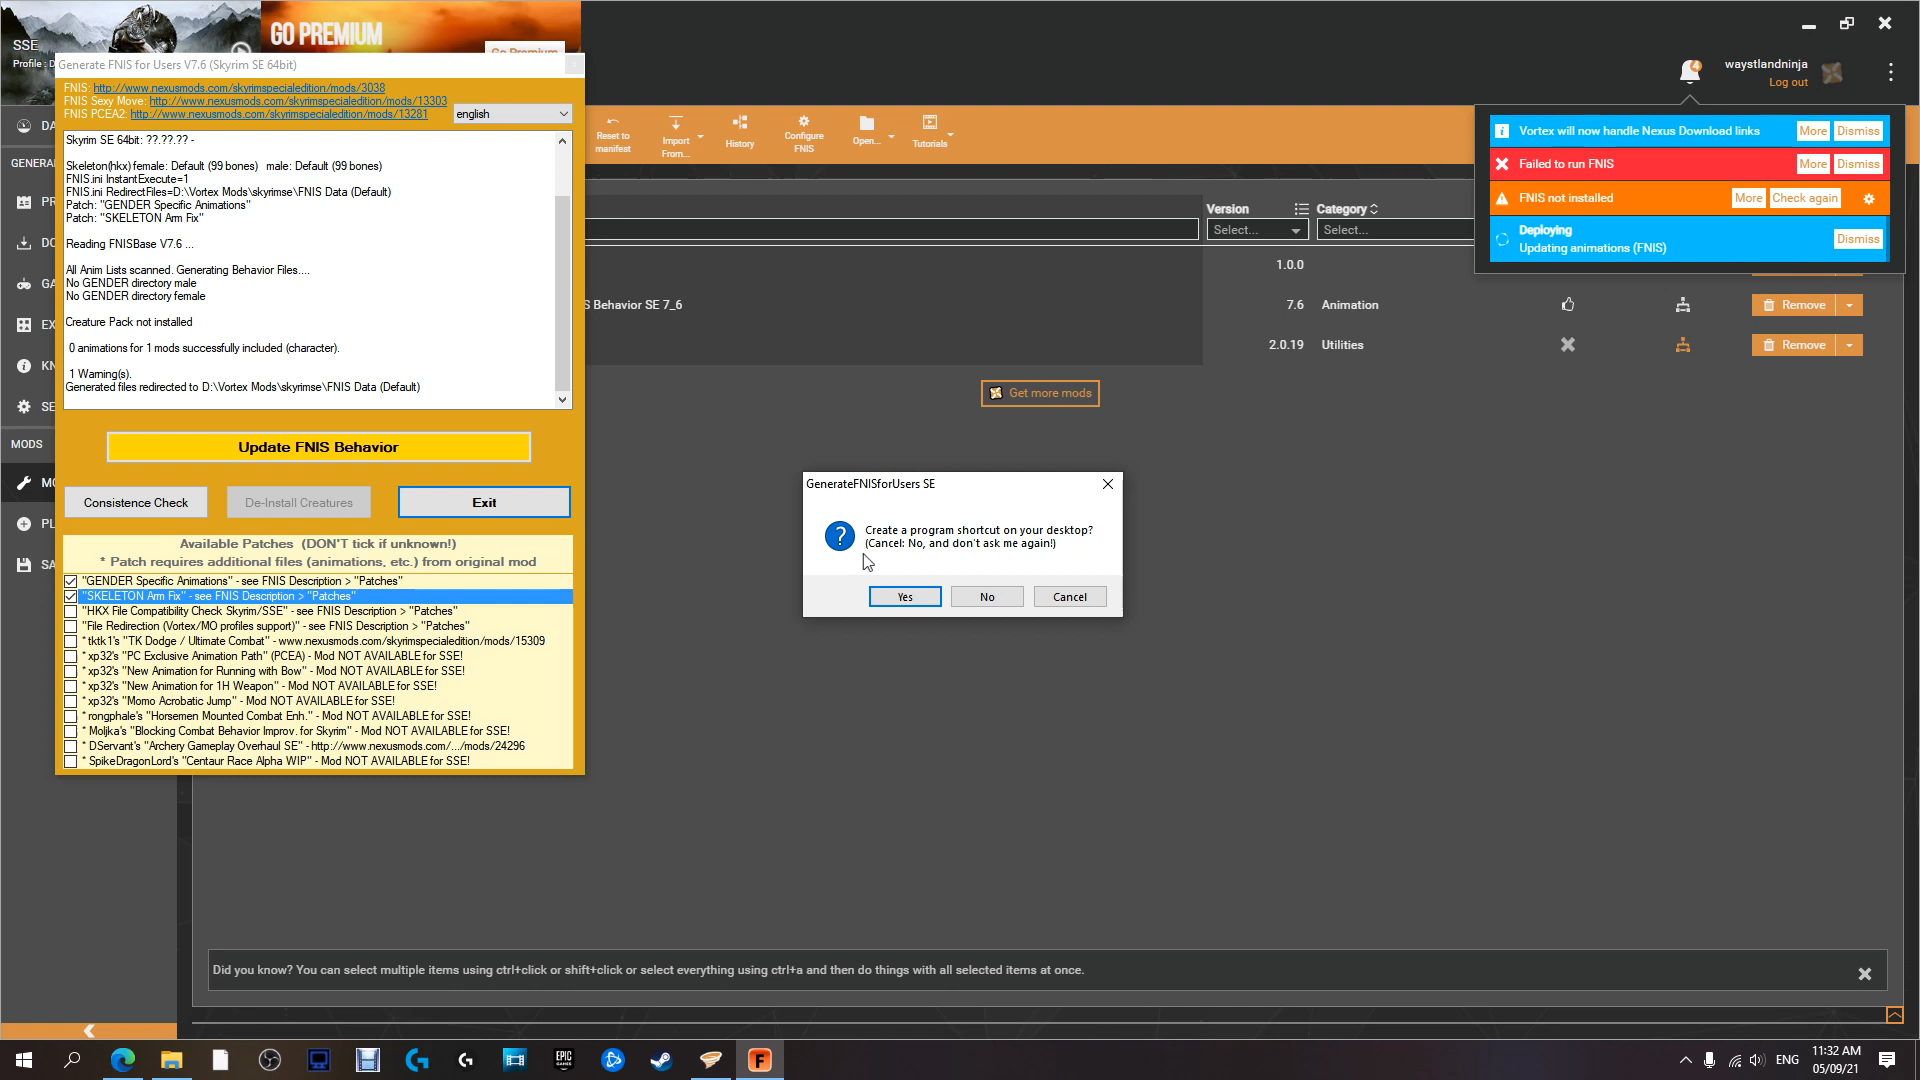 SSE
Profile : D
GO PREMIUM
Go Premium
waystlandninja
Log out
4
Generate FNIS for Users V7.6 (Skyrim SE 64bit)
FNIS: http://www.nexusmods.com/skyrimspecialedition/mods/3038
FNIS Sexy Move: http://www.nexusmods.com/skyrimspecialedition/mods/13303
FNIS PCEA2: http://www.nexusmods.com/skyrimspecialedition/mods/13281
english
Skyrim SE 64bit: ??.??.?? -
Skeleton(hkx) female: Default (99 bones) male: Default (99 bones)
FNIS.ini InstantExecute=1
FNIS.ini RedirectFiles=D:\Vortex Mods\skyrimse\FNIS Data (Default)
Patch: "GENDER Specific Animations"
Patch: "SKELETON Arm Fix"
Reading FNISBase V7.6 ...
All Anim Lists scanned. Generating Behavior Files....
No GENDER directory male
No GENDER directory female
Creature Pack not installed
0 animations for 1 mods successfully included (character).
1 Warning(s).
Generated files redirected to D:\Vortex Mods\skyrimse\FNIS Data (Default)
Update FNIS Behavior
Consistence Check
De-Install Creatures
Exit
Available Patches (DON'T tick if unknown!)
* Patch requires additional files (animations, etc.) from original mod
"GENDER Specific Animations" - see FNIS Description > "Patches"
"SKELETON Arm Fix" - see FNIS Description > "Patches"
"HKX File Compatibility Check Skyrim/SSE" - see FNIS Description > "Patches"
"File Redirection (Vortex/MO profiles support)" - see FNIS Description > "Patches"
* tktk1's "TK Dodge / Ultimate Combat" - www.nexusmods.com/skyrimspecialedition/mods/15309
* xp32's "PC Exclusive Animation Path" (PCEA) - Mod NOT AVAILABLE for SSE!
* xp32's "New Animation for Running with Bow" - Mod NOT AVAILABLE for SSE!
* xp32's "New Animation for 1H Weapon" - Mod NOT AVAILABLE for SSE!
* xp32's "Momo Acrobatic Jump" - Mod NOT AVAILABLE for SSE!
* rongphale's "Horsemen Mounted Combat Enh." - Mod NOT AVAILABLE for SSE!
* Moljka's "Blocking Combat Behavior Improv. for Skyrim" - Mod NOT AVAILABLE for SSE!
* DServant's "Archery Gameplay Overhaul SE" - http://www.nexusmods.com/.../mods/24296
* SpikeDragonLord's "Centaur Race Alpha WIP" - Mod NOT AVAILABLE for SSE!
DA
GENERA
PR
DO
GA
EX
KN
SE
MODS
MO
PL
SA
Reset to
manifest
Import
From...
History
Configure
FNIS
Open...
Tutorials
Vortex will now handle Nexus Download links
More
Dismiss
Failed to run FNIS
More
Dismiss
FNIS not installed
More
Check again
Deploying
Updating animations (FNIS)
Dismiss
Version
Category
Select...
Select...
1.0.0
S Behavior SE 7_6
7.6
Animation
Remove
2.0.19
Utilities
Remove
Get more mods
GenerateFNISforUsers SE
Create a program shortcut on your desktop?
(Cancel: No, and don't ask me again!)
Yes
No
Cancel
Did you know? You can select multiple items using ctrl+click or shift+click or select everything using ctrl+a and then do things with all selected items at once.
EPIC
GAMES
F
ENG
11:32 AM
05/09/21